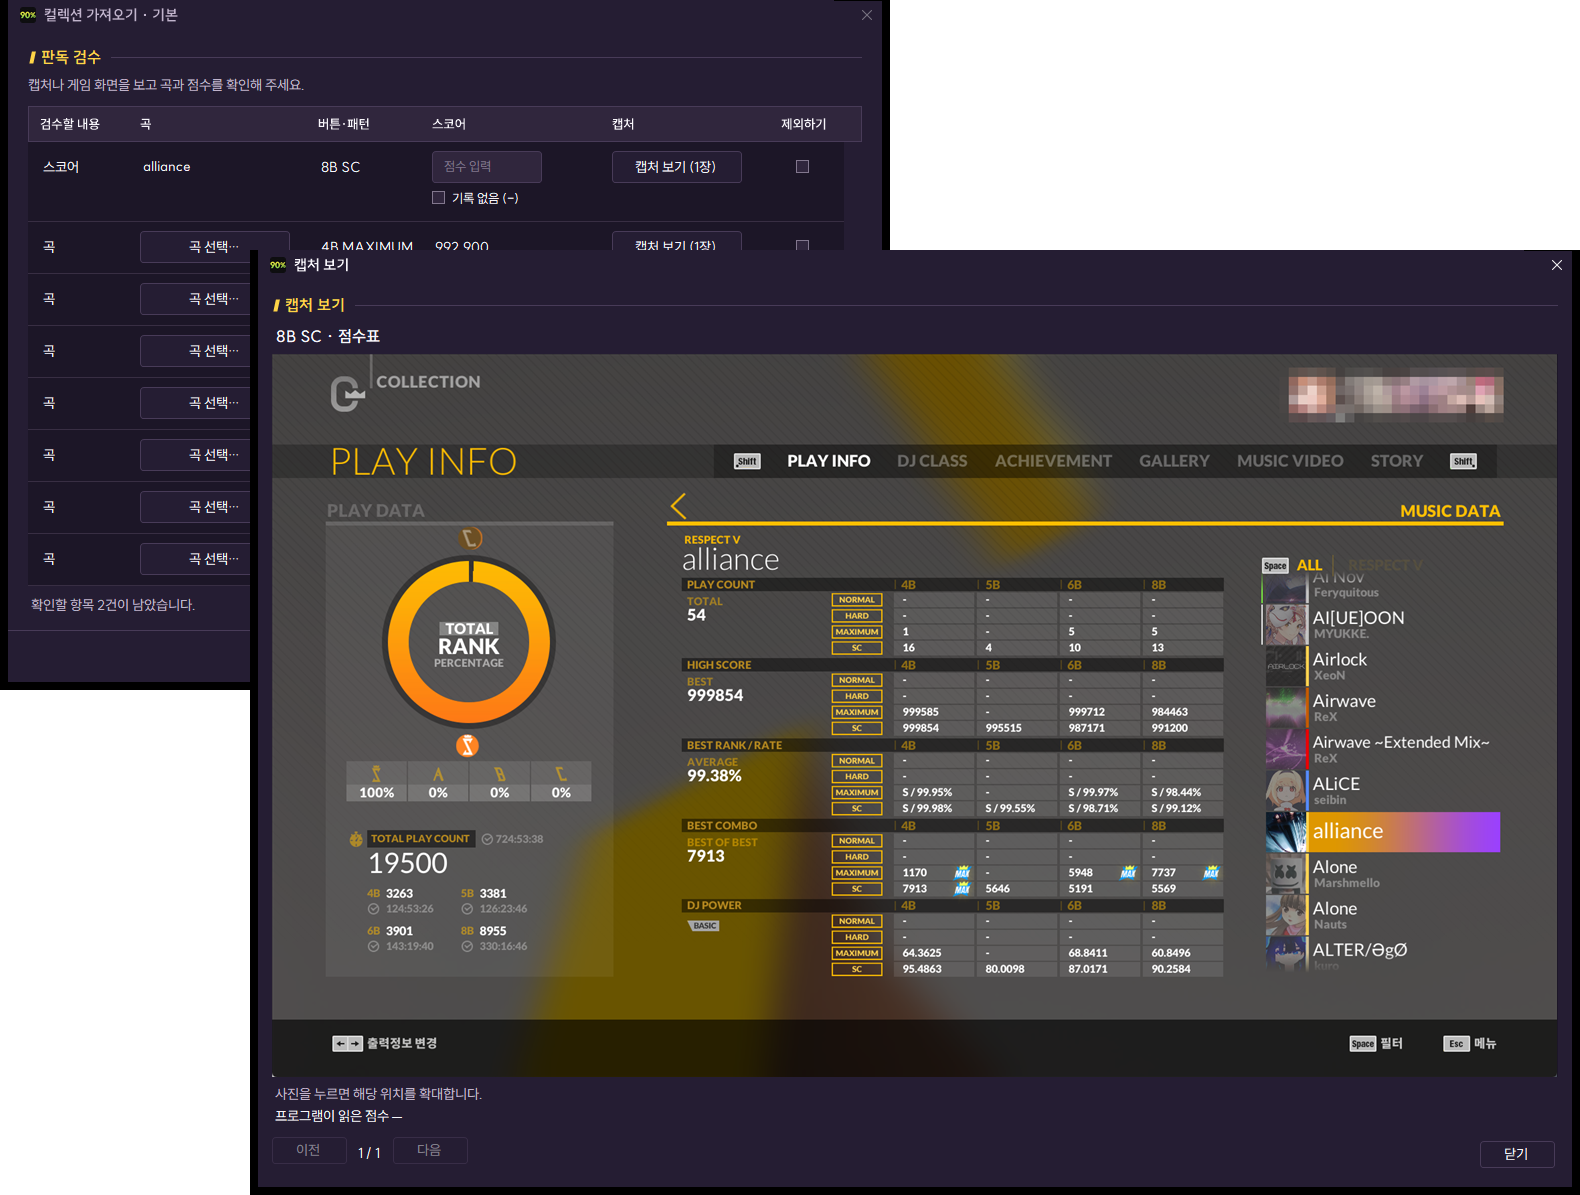 90% 컬렉션 가져오기 · 기본
판독 검수
캡처나 게임 화면을 보고 곡과 점수를 확인해 주세요.
검수할 내용 곡 버튼·패턴 스코어 캡처 제외하기
스코어 alliance 8B SC 점수 입력 캡처 보기 (1장)
기록 없음 (-)
곡 곡 선택··· 4B MAXIMUM 992,900 캡처 보기 (1장)
곡 곡 선택···
곡 곡 선택···
곡 곡 선택···
곡 곡 선택···
곡 곡 선택···
곡 곡 선택···
확인할 항목 2건이 남았습니다.
90% 캡처 보기
캡처 보기
8B SC · 점수표
COLLECTION
PLAY INFO
Shift PLAY INFO DJ CLASS ACHIEVEMENT GALLERY MUSIC VIDEO STORY Shift
PLAY DATA
TOTAL
RANK
PERCENTAGE
S A B C
100% 0% 0% 0%
TOTAL PLAY COUNT 724:53:38
19500
4B 3263 5B 3381
124:53:26 126:23:46
6B 3901 8B 8955
143:19:40 330:16:46
MUSIC DATA
RESPECT V
alliance
PLAY COUNT 4B 5B 6B 8B
TOTAL
54
NORMAL - - - -
HARD - - - -
MAXIMUM 1 - 5 5
SC 16 4 10 13
HIGH SCORE 4B 5B 6B 8B
BEST
999854
NORMAL - - - -
HARD - - - -
MAXIMUM 999585 - 999712 984463
SC 999854 995515 987171 991200
BEST RANK / RATE 4B 5B 6B 8B
AVERAGE
99.38%
NORMAL - - - -
HARD - - - -
MAXIMUM S / 99.95% - S / 99.97% S / 98.44%
SC S / 99.98% S / 99.55% S / 98.71% S / 99.12%
BEST COMBO 4B 5B 6B 8B
BEST OF BEST
7913
NORMAL - - - -
HARD - - - -
MAXIMUM 1170 MAX - 5948 MAX 7737 MAX
SC 7913 MAX 5646 5191 5569
DJ POWER 4B 5B 6B 8B
BASIC
NORMAL - - - -
HARD - - - -
MAXIMUM 64.3625 - 68.8411 60.8496
SC 95.4863 80.0098 87.0171 90.2584
Space ALL RESPECT V
AI Nov
Feryquitous
AI[UE]OON
MYUKKE.
AIRLOCK
Airlock
XeoN
Airwave
ReX
Airwave ~Extended Mix~
ReX
ALiCE
seibin
alliance
Alone
Marshmello
Alone
Nauts
ALTER/ƎgØ
kuro
← → 출력정보 변경
Space 필터 Esc 메뉴
사진을 누르면 해당 위치를 확대합니다.
프로그램이 읽은 점수 —
이전 1 / 1 다음
닫기